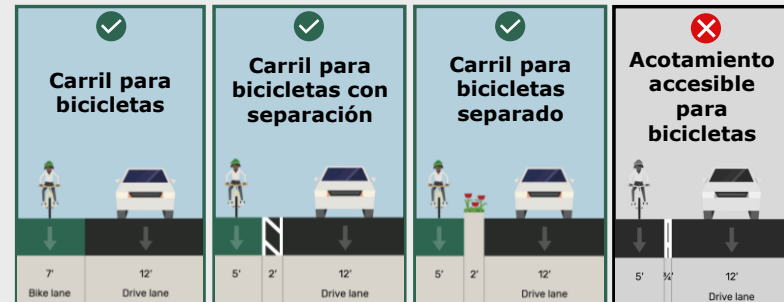 Carril para
bicicletas
7'
12'
Bike lane
Drive lane
Carril para
bicicletas con
separación
5'
2'
12'
Drive lane
Carril para
bicicletas
separado
5'
2'
12'
Drive lane
Acotamiento
accesible
para
bicicletas
5'
¾'
12'
Drive lane